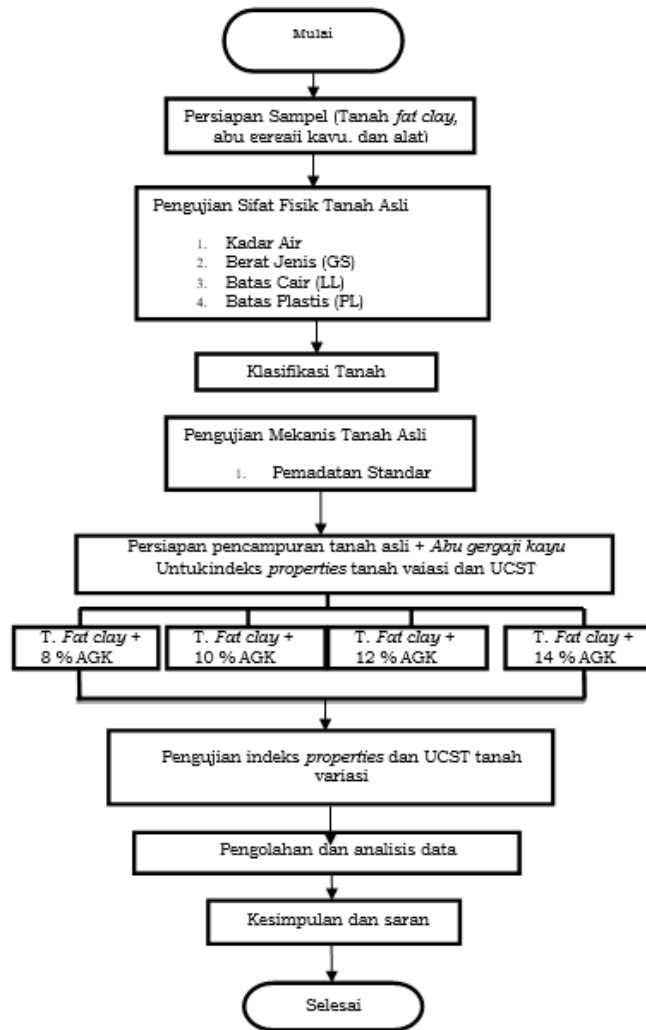 Mulai
Persiapan Sampel (Tanah fat clay,
abu gergaji kayu, dan alat)
Pengujian Sifat Fisik Tanah Asli
1. Kadar Air
2. Berat Jenis (GS)
3. Batas Cair (LL)
4. Batas Plastis (PL)
Klasifikasi Tanah
Pengujian Mekanis Tanah Asli
1. Pemadatan Standar
Persiapan pencampuran tanah asli + Abu gergaji kayu
Untukindeks properties tanah vaiasi dan UCST
T. Fat clay +
8 % AGK
T. Fat clay +
10 % AGK
T. Fat clay +
12 % AGK
T. Fat clay +
14 % AGK
Pengujian indeks properties dan UCST tanah
variasi
Pengolahan dan analisis data
Kesimpulan dan saran
Selesai